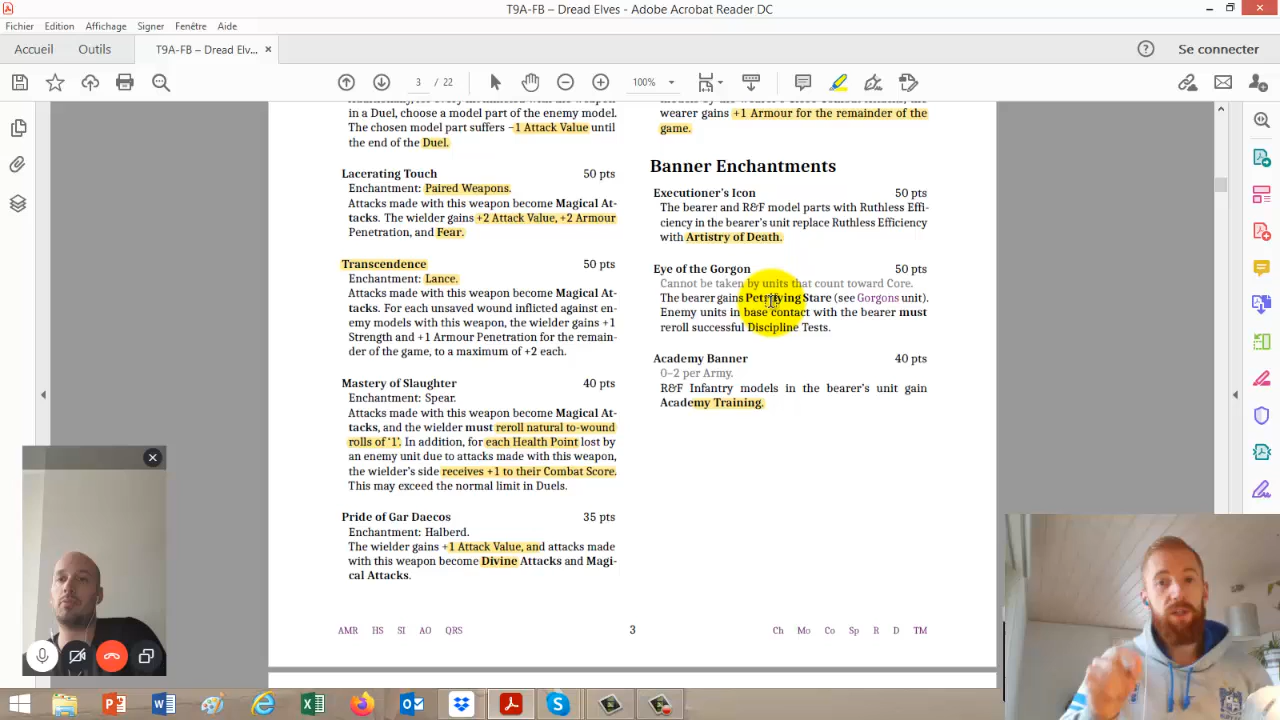 T9A-FB – Dread Elves - Adobe Acrobat Reader DC
Fichier Edition Affichage Signer Fenêtre Aide
Accueil Outils T9A-FB – Dread Elv... × Se connecter
3 / 22 100%
in a Duel, choose a model part of the enemy model.
The chosen model part suffers −1 Attack Value until
the end of the Duel.
Lacerating Touch 50 pts
Enchantment: Paired Weapons.
Attacks made with this weapon become Magical At-
tacks. The wielder gains +2 Attack Value, +2 Armour
Penetration, and Fear.
Transcendence 50 pts
Enchantment: Lance.
Attacks made with this weapon become Magical At-
tacks. For each unsaved wound inflicted against en-
emy models with this weapon, the wielder gains +1
Strength and +1 Armour Penetration for the remain-
der of the game, to a maximum of +2 each.
Mastery of Slaughter 40 pts
Enchantment: Spear.
Attacks made with this weapon become Magical At-
tacks, and the wielder must reroll natural to-wound
rolls of ‘1’. In addition, for each Health Point lost by
an enemy unit due to attacks made with this weapon,
the wielder’s side receives +1 to their Combat Score.
This may exceed the normal limit in Duels.
Pride of Gar Daecos 35 pts
Enchantment: Halberd.
The wielder gains +1 Attack Value, and attacks made
with this weapon become Divine Attacks and Magi-
cal Attacks.
wearer gains +1 Armour for the remainder of the
game.
Banner Enchantments
Executioner’s Icon 50 pts
The bearer and R&F model parts with Ruthless Effi-
ciency in the bearer’s unit replace Ruthless Efficiency
with Artistry of Death.
Eye of the Gorgon 50 pts
Cannot be taken by units that count toward Core.
The bearer gains Petrifying Stare (see Gorgons unit).
Enemy units in base contact with the bearer must
reroll successful Discipline Tests.
Academy Banner 40 pts
0–2 per Army.
R&F Infantry models in the bearer’s unit gain
Academy Training.
AMR HS SI AO QRS 3 Ch Mo Co Sp R D TM